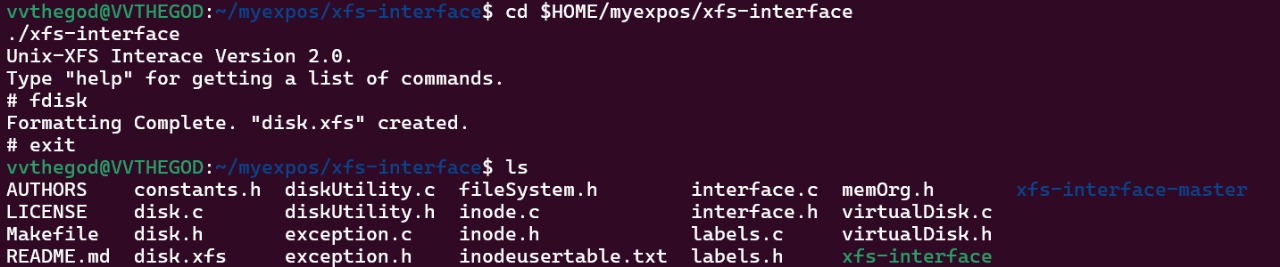 vvthegod@VVTHEGOD:~/myexpos/xfs-interface$ cd $HOME/myexpos/xfs-interface
./xfs-interface
Unix-XFS Interace Version 2.0.
Type "help" for getting a list of commands.
# fdisk
Formatting Complete. "disk.xfs" created.
# exit
vvthegod@VVTHEGOD:~/myexpos/xfs-interface$ ls
AUTHORS constants.h diskUtility.c fileSystem.h interface.c memOrg.h xfs-interface-master
LICENSE disk.c diskUtility.h inode.c interface.h virtualDisk.c
Makefile disk.h exception.c inode.h labels.c virtualDisk.h
README.md disk.xfs exception.h inodeusertable.txt labels.h xfs-interface